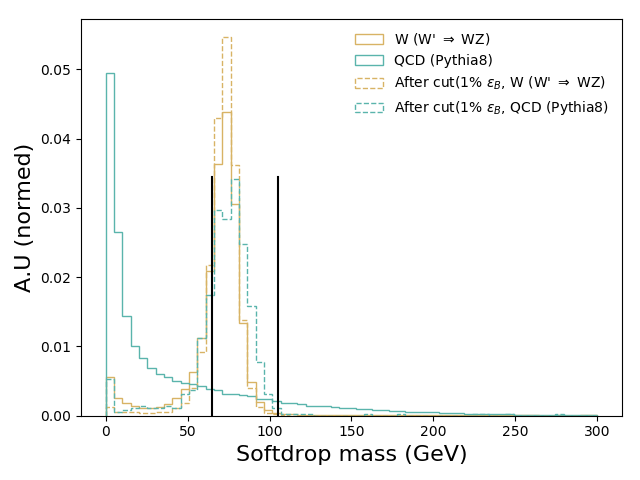 W (W' ⇒ WZ)
QCD (Pythia8)
After cut(1% ε_B, W (W' ⇒ WZ)
After cut(1% ε_B, QCD (Pythia8)
A.U (normed)
0.05
0.04
0.03
0.02
0.01
0.00
0 50 100 150 200 250 300
Softdrop mass (GeV)